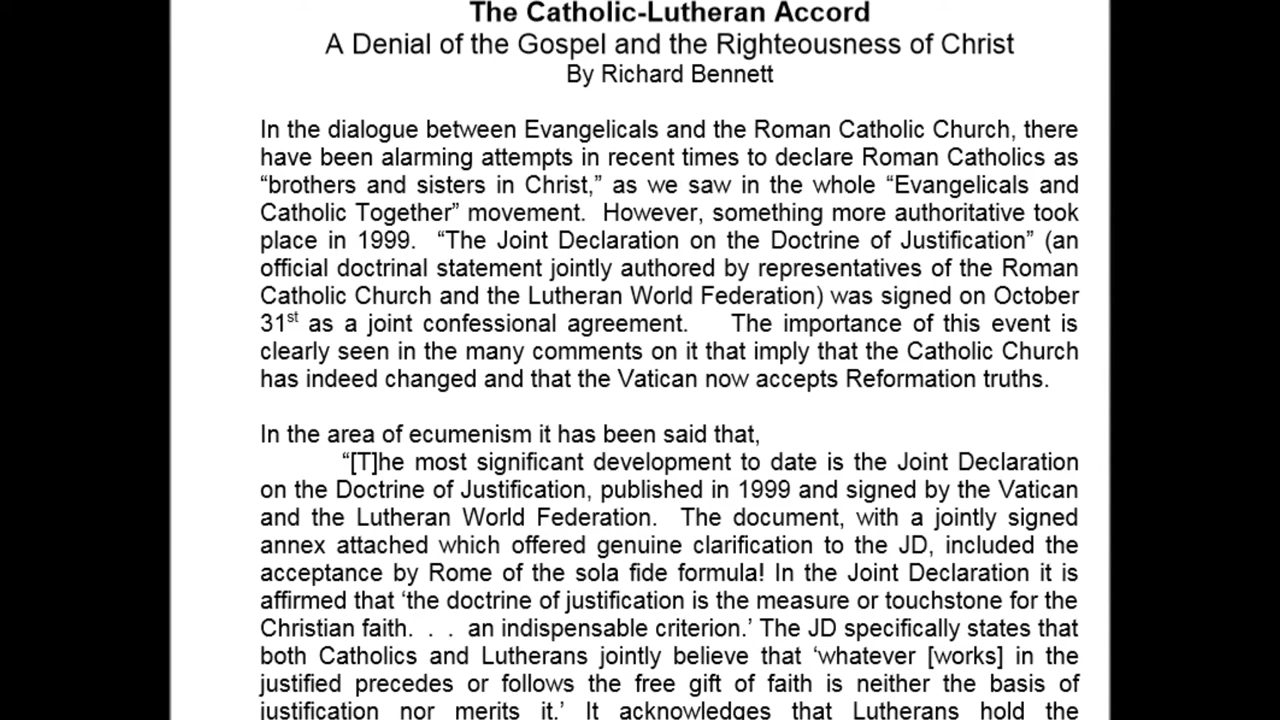 The Catholic-Lutheran Accord
A Denial of the Gospel and the Righteousness of Christ
By Richard Bennett
In the dialogue between Evangelicals and the Roman Catholic Church, there
have been alarming attempts in recent times to declare Roman Catholics as
“brothers and sisters in Christ,” as we saw in the whole “Evangelicals and
Catholic Together” movement.  However, something more authoritative took
place in 1999.  “The Joint Declaration on the Doctrine of Justification” (an
official doctrinal statement jointly authored by representatives of the Roman
Catholic Church and the Lutheran World Federation) was signed on October
31st as a joint confessional agreement.    The importance of this event is
clearly seen in the many comments on it that imply that the Catholic Church
has indeed changed and that the Vatican now accepts Reformation truths.
In the area of ecumenism it has been said that,
“[T]he most significant development to date is the Joint Declaration
on the Doctrine of Justification, published in 1999 and signed by the Vatican
and the Lutheran World Federation.  The document, with a jointly signed
annex attached which offered genuine clarification to the JD, included the
acceptance by Rome of the sola fide formula! In the Joint Declaration it is
affirmed that ‘the doctrine of justification is the measure or touchstone for the
Christian faith. . . an indispensable criterion.’ The JD specifically states that
both Catholics and Lutherans jointly believe that ‘whatever [works] in the
justified precedes or follows the free gift of faith is neither the basis of
justification nor merits it.’ It acknowledges that Lutherans hold the